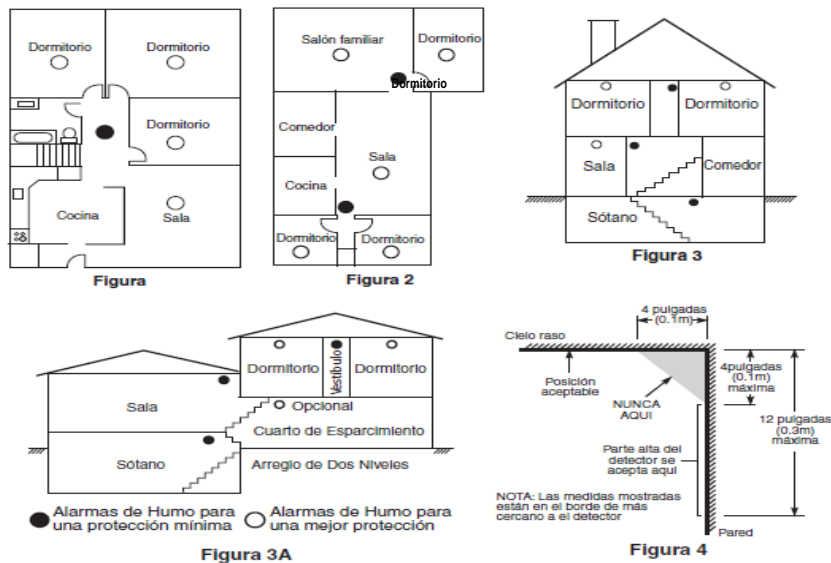 Dormitorio
Dormitorio
Dormitorio
Cocina
Sala
Figura
Salón familiar
Dormitorio
Dormitorio
Comedor
Sala
Cocina
Dormitorio
Dormitorio
Figura 2
Dormitorio
Dormitorio
Sala
Comedor
Sótano
Figura 3
Dormitorio
Vestíbulo
Dormitorio
Sala
Opcional
Cuarto de Esparcimiento
Sótano
Arreglo de Dos Niveles
Alarmas de Humo para
una protección mínima
Alarmas de Humo para
una mejor protección
Figura 3A
4 pulgadas
(0.1m)
Cielo raso
Posición
aceptable
NUNCA
AQUI
4pulgadas
(0.1m)
máxima
12 pulgadas
(0.3m)
máxima
Parte alta del
detector se
acepta aqui
NOTA: Las medidas mostradas
están en el borde de más
cercano a el detector
Pared
Figura 4